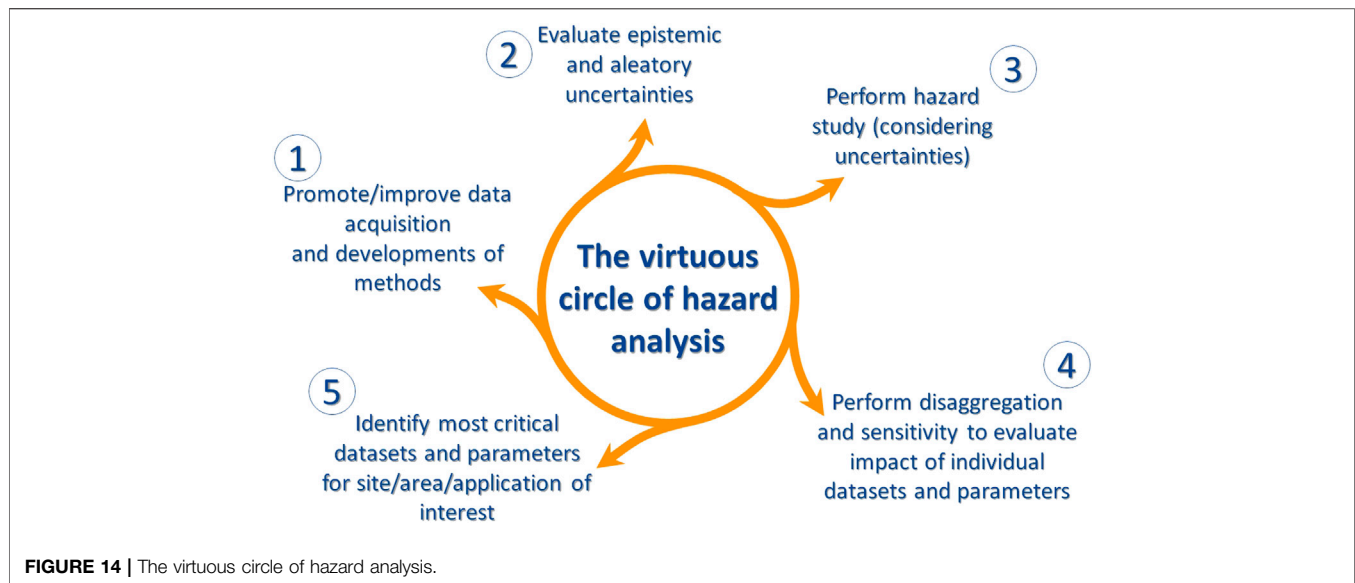 1
Promote/improve data
acquisition
and developments of
methods
2
Evaluate epistemic
and aleatory
uncertainties
3
Perform hazard
study (considering
uncertainties)
4
Perform disaggregation
and sensitivity to evaluate
impact of individual
datasets and parameters
5
Identify most critical
datasets and parameters
for site/area/application of
interest
The virtuous
circle of hazard
analysis
FIGURE 14 | The virtuous circle of hazard analysis.